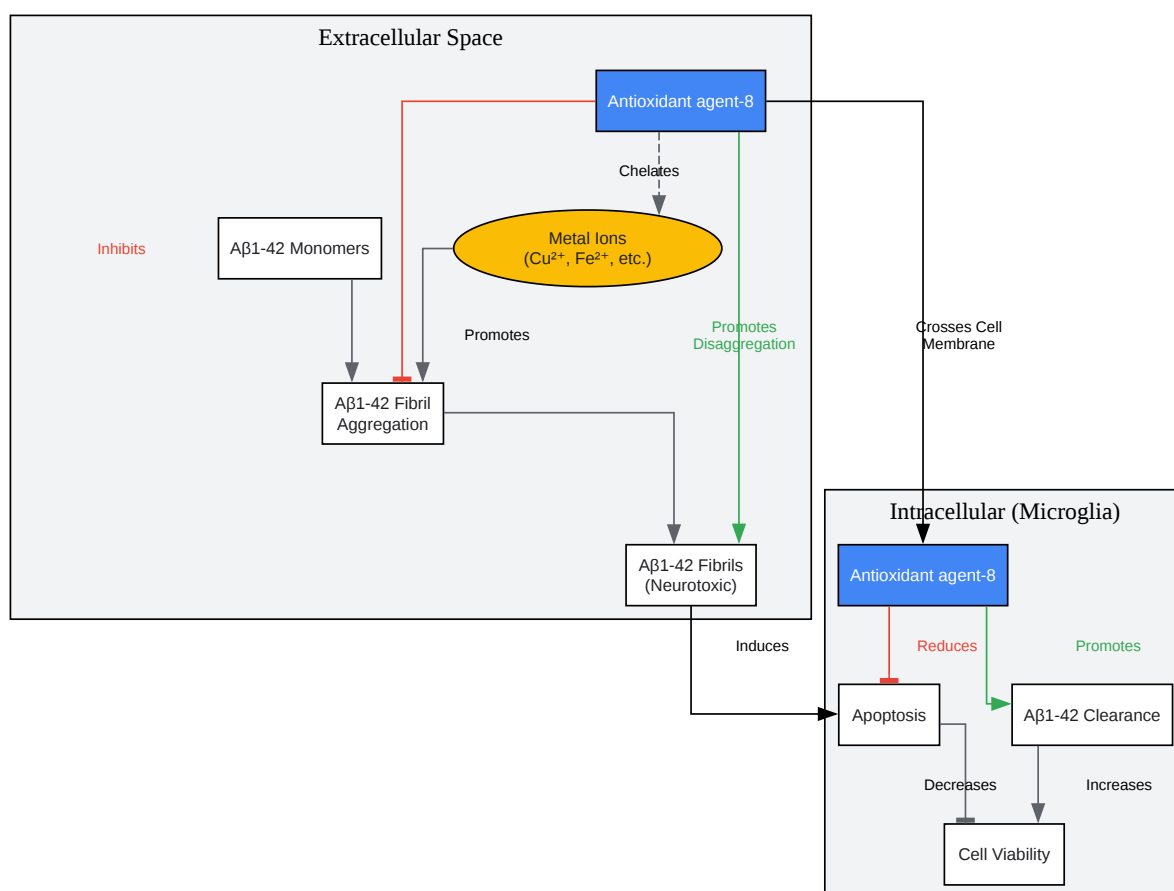 Extracellular Space
Antioxidant agent-8
Chelates
Inhibits
Aβ1-42 Monomers
Metal Ions
(Cu²⁺, Fe²⁺, etc.)
Promotes
Promotes
Disaggregation
Crosses Cell
Membrane
Aβ1-42 Fibril
Aggregation
Intracellular (Microglia)
Aβ1-42 Fibrils
(Neurotoxic)
Antioxidant agent-8
Induces
Reduces
Promotes
Apoptosis
Aβ1-42 Clearance
Decreases
Increases
Cell Viability